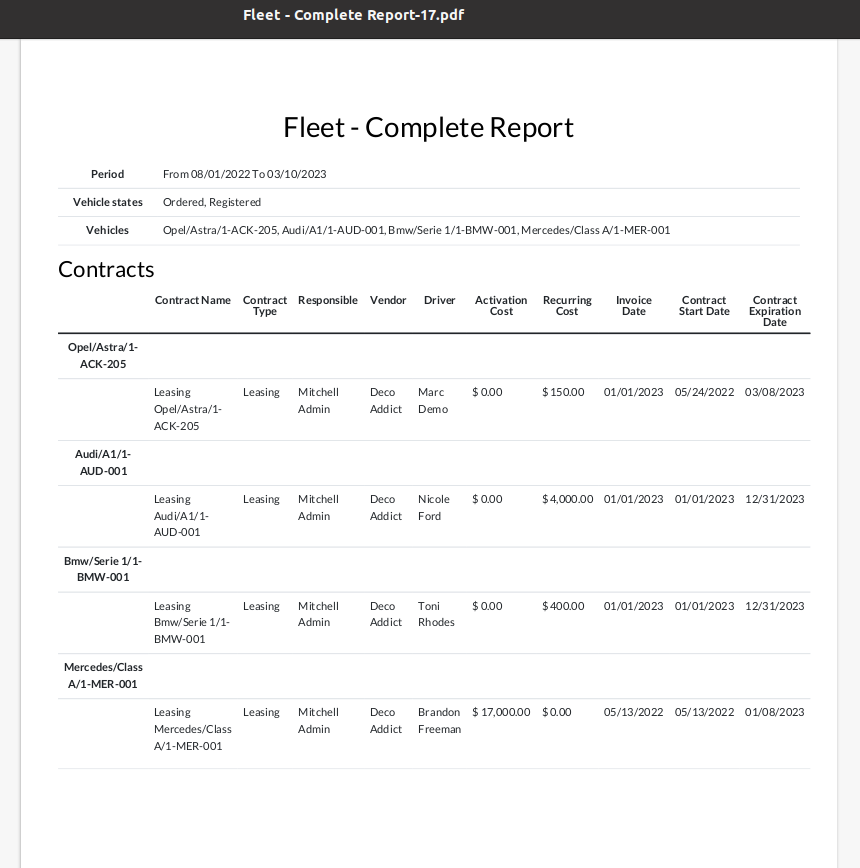 Fleet - Complete Report-17.pdf
Fleet - Complete Report
Period From 08/01/2022 To 03/10/2023
Vehicle states Ordered, Registered
Vehicles Opel/Astra/1-ACK-205, Audi/A1/1-AUD-001, Bmw/Serie 1/1-BMW-001, Mercedes/Class A/1-MER-001
Contracts
Contract Name Contract Responsible Vendor Driver Activation Recurring Invoice Contract Contract
Type Cost Cost Date Start Date Expiration
Date
Opel/Astra/1-
ACK-205
Leasing Leasing Mitchell Deco Marc $ 0.00 $ 150.00 01/01/2023 05/24/2022 03/08/2023
Opel/Astra/1- Admin Addict Demo
ACK-205
Audi/A1/1-
AUD-001
Leasing Leasing Mitchell Deco Nicole $ 0.00 $ 4,000.00 01/01/2023 01/01/2023 12/31/2023
Audi/A1/1- Admin Addict Ford
AUD-001
Bmw/Serie 1/1-
BMW-001
Leasing Leasing Mitchell Deco Toni $ 0.00 $ 400.00 01/01/2023 01/01/2023 12/31/2023
Bmw/Serie 1/1- Admin Addict Rhodes
BMW-001
Mercedes/Class
A/1-MER-001
Leasing Leasing Mitchell Deco Brandon $ 17,000.00 $ 0.00 05/13/2022 05/13/2022 01/08/2023
Mercedes/Class Admin Addict Freeman
A/1-MER-001